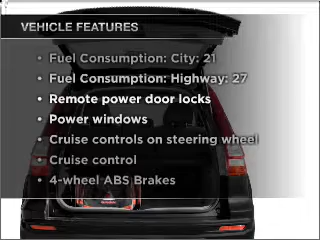 VEHICLE FEATURES
• Fuel Consumption: City: 21
• Fuel Consumption: Highway: 27
• Remote power door locks
• Power windows
• Cruise controls on steering wheel
• Cruise control
• 4-wheel ABS Brakes